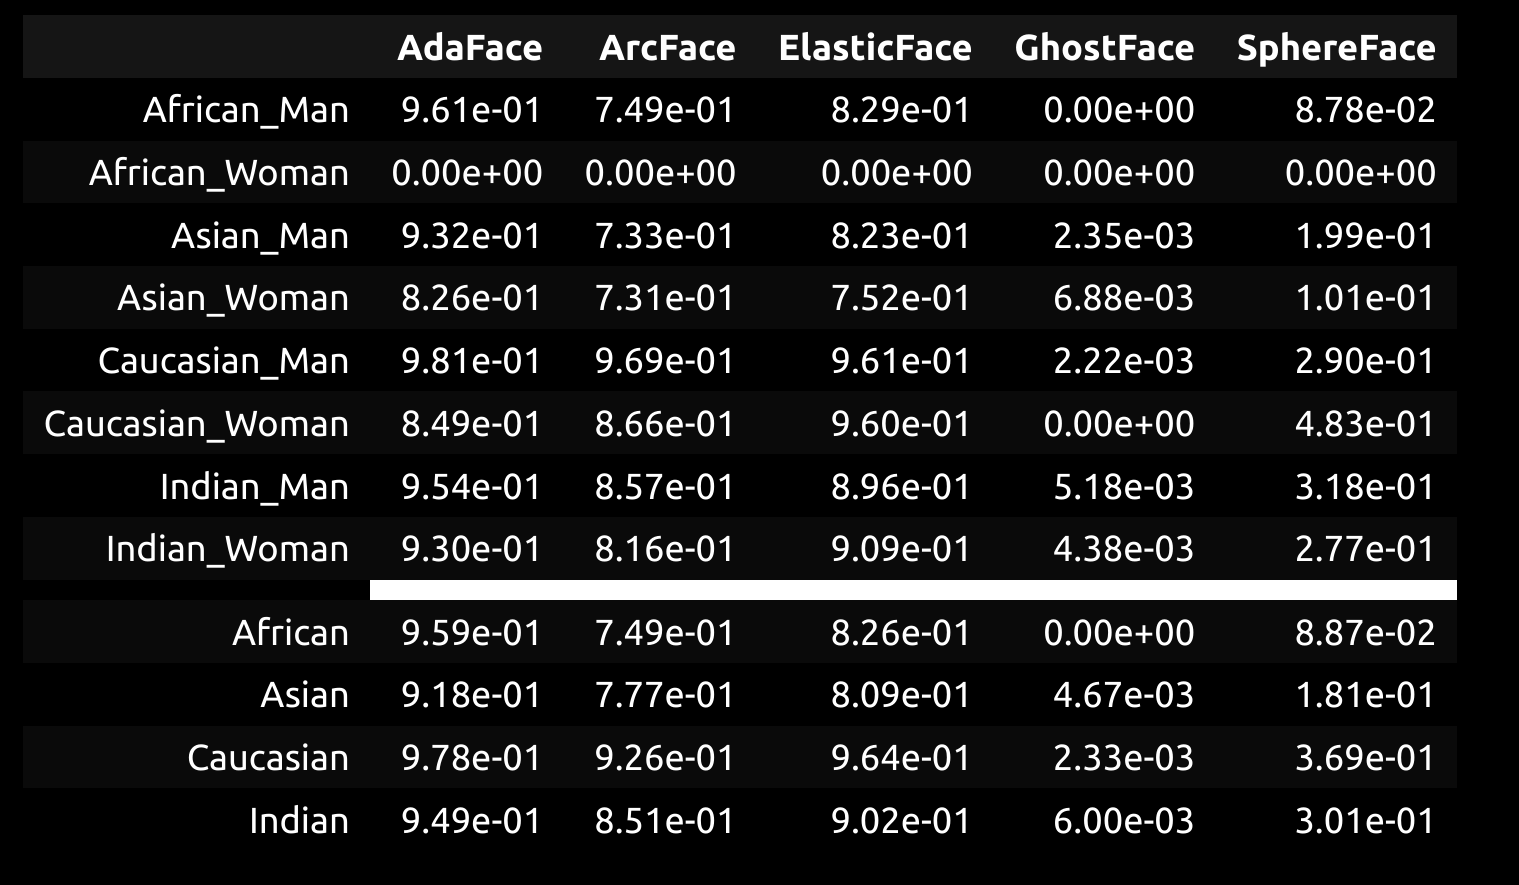 AdaFace ArcFace ElasticFace GhostFace SphereFace
African_Man 9.61e-01 7.49e-01 8.29e-01 0.00e+00 8.78e-02
African_Woman 0.00e+00 0.00e+00 0.00e+00 0.00e+00 0.00e+00
Asian_Man 9.32e-01 7.33e-01 8.23e-01 2.35e-03 1.99e-01
Asian_Woman 8.26e-01 7.31e-01 7.52e-01 6.88e-03 1.01e-01
Caucasian_Man 9.81e-01 9.69e-01 9.61e-01 2.22e-03 2.90e-01
Caucasian_Woman 8.49e-01 8.66e-01 9.60e-01 0.00e+00 4.83e-01
Indian_Man 9.54e-01 8.57e-01 8.96e-01 5.18e-03 3.18e-01
Indian_Woman 9.30e-01 8.16e-01 9.09e-01 4.38e-03 2.77e-01
African 9.59e-01 7.49e-01 8.26e-01 0.00e+00 8.87e-02
Asian 9.18e-01 7.77e-01 8.09e-01 4.67e-03 1.81e-01
Caucasian 9.78e-01 9.26e-01 9.64e-01 2.33e-03 3.69e-01
Indian 9.49e-01 8.51e-01 9.02e-01 6.00e-03 3.01e-01